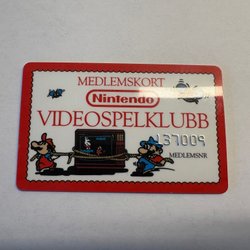 MEDLEMSKORT
Nintendo
VIDEOSPELKLUBB
137009
MEDLEMSNR